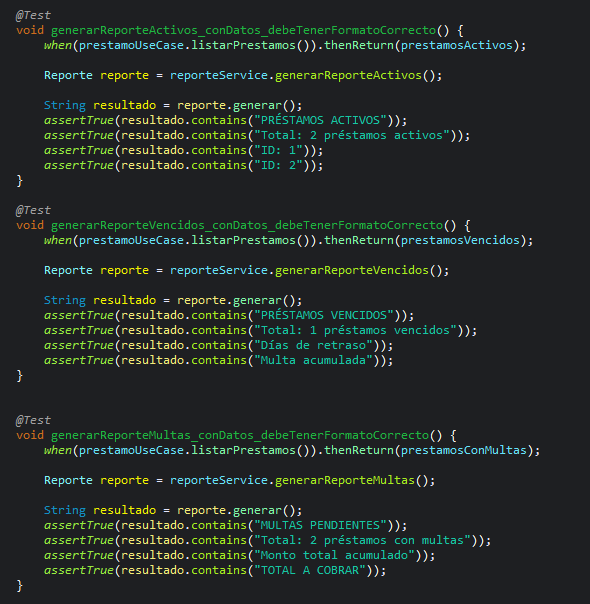 @Test
void generarReporteActivos_conDatos_debeTenerFormatoCorrecto() {
    when(prestamoUseCase.listarPrestamos()).thenReturn(prestamosActivos);

    Reporte reporte = reporteService.generarReporteActivos();

    String resultado = reporte.generar();
    assertTrue(resultado.contains("PRÉSTAMOS ACTIVOS"));
    assertTrue(resultado.contains("Total: 2 préstamos activos"));
    assertTrue(resultado.contains("ID: 1"));
    assertTrue(resultado.contains("ID: 2"));
}

@Test
void generarReporteVencidos_conDatos_debeTenerFormatoCorrecto() {
    when(prestamoUseCase.listarPrestamos()).thenReturn(prestamosVencidos);

    Reporte reporte = reporteService.generarReporteVencidos();

    String resultado = reporte.generar();
    assertTrue(resultado.contains("PRÉSTAMOS VENCIDOS"));
    assertTrue(resultado.contains("Total: 1 préstamos vencidos"));
    assertTrue(resultado.contains("Días de retraso"));
    assertTrue(resultado.contains("Multa acumulada"));
}


@Test
void generarReporteMultas_conDatos_debeTenerFormatoCorrecto() {
    when(prestamoUseCase.listarPrestamos()).thenReturn(prestamosConMultas);

    Reporte reporte = reporteService.generarReporteMultas();

    String resultado = reporte.generar();
    assertTrue(resultado.contains("MULTAS PENDIENTES"));
    assertTrue(resultado.contains("Total: 2 préstamos con multas"));
    assertTrue(resultado.contains("Monto total acumulado"));
    assertTrue(resultado.contains("TOTAL A COBRAR"));
}